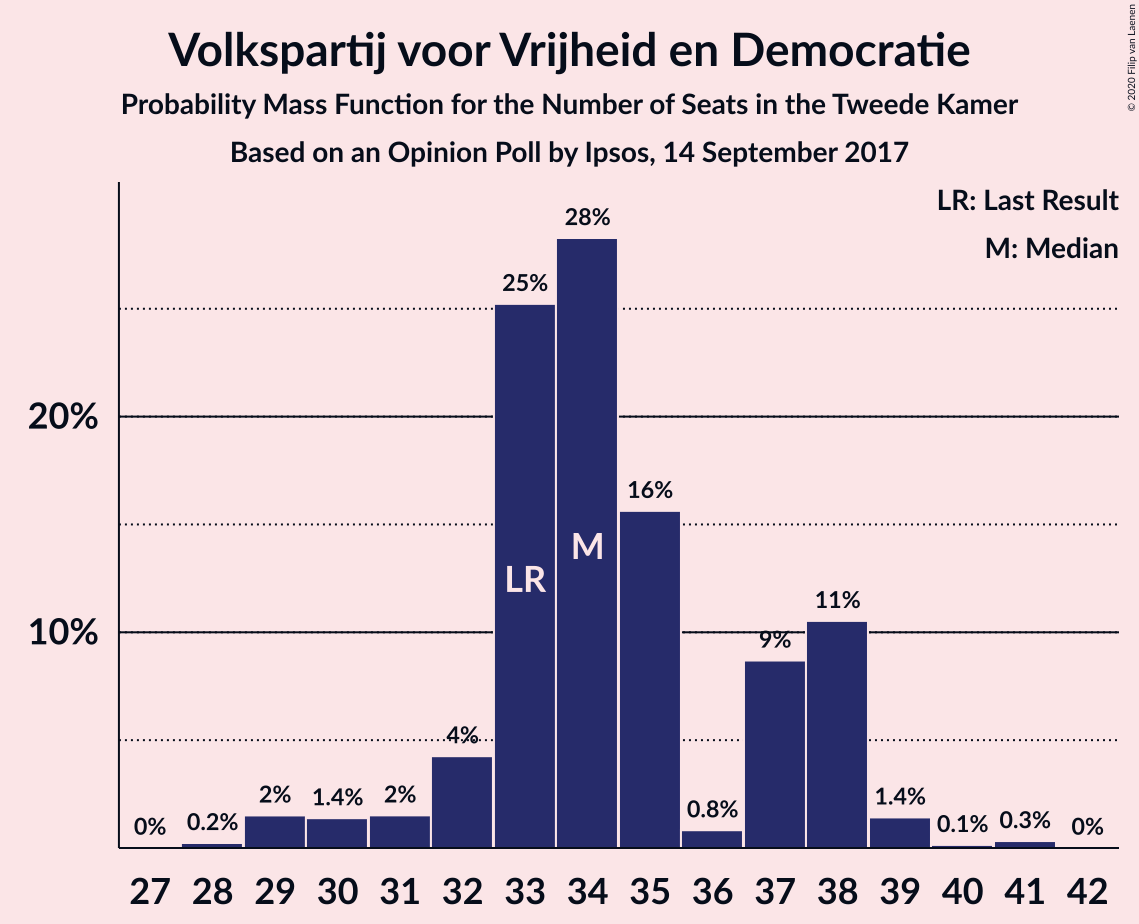 Volkspartij voor Vrijheid en Democratie
Probability Mass Function for the Number of Seats in the Tweede Kamer
Based on an Opinion Poll by Ipsos, 14 September 2017
© 2020 Filip van Laenen
LR: Last Result
M: Median
28%
25%
20%
16%
M
LR
11%
10%
9%
4%
2%
1.4%
2%
0.8%
1.4%
0%
0.2%
0.1%
0.3%
0%
27 28 29 30 31 32 33 34 35 36 37 38 39 40 41 42